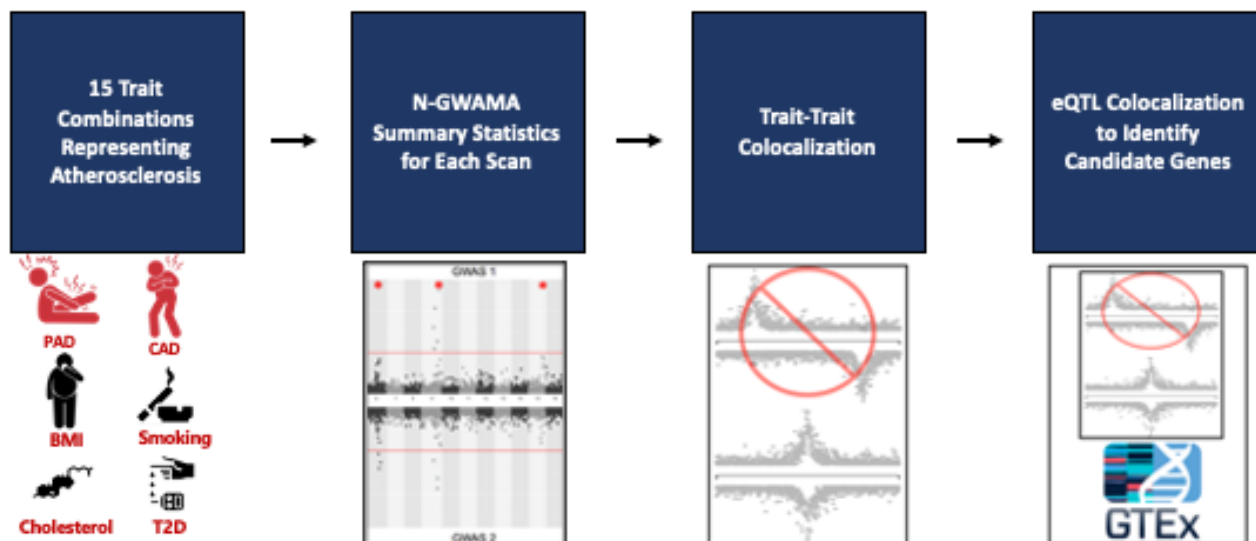 15 Trait
Combinations
Representing
Atherosclerosis
N-GWAMA
Summary Statistics
for Each Scan
Trait-Trait
Colocalization
eQTL Colocalization
to Identify
Candidate Genes
PAD
CAD
BMI
Smoking
Cholesterol
T2D
GWAS 1
GWAS 2
GTEx